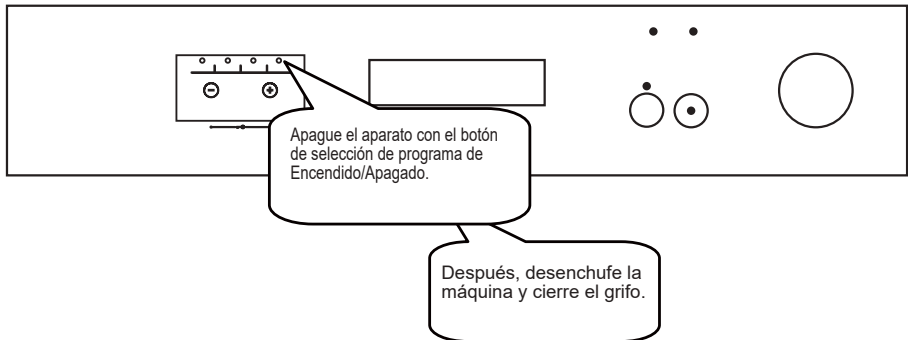 Apague el aparato con el botón
de selección de programa de
Encendido/Apagado.
Después, desenchufe la
máquina y cierre el grifo.